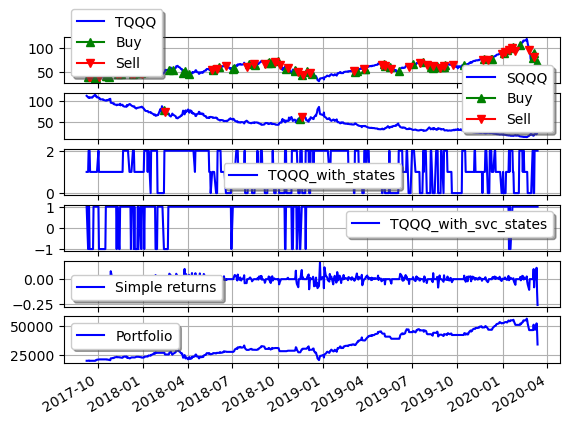 TQQQ
Buy
Sell
100
50
SQQQ
Buy
Sell
100
50
2
0
TQQQ_with_states
1
0
−1
TQQQ_with_svc_states
0.00
−0.25
Simple returns
50000
25000
Portfolio
2017-10
2018-01
2018-04
2018-07
2018-10
2019-01
2019-04
2019-07
2019-10
2020-01
2020-04